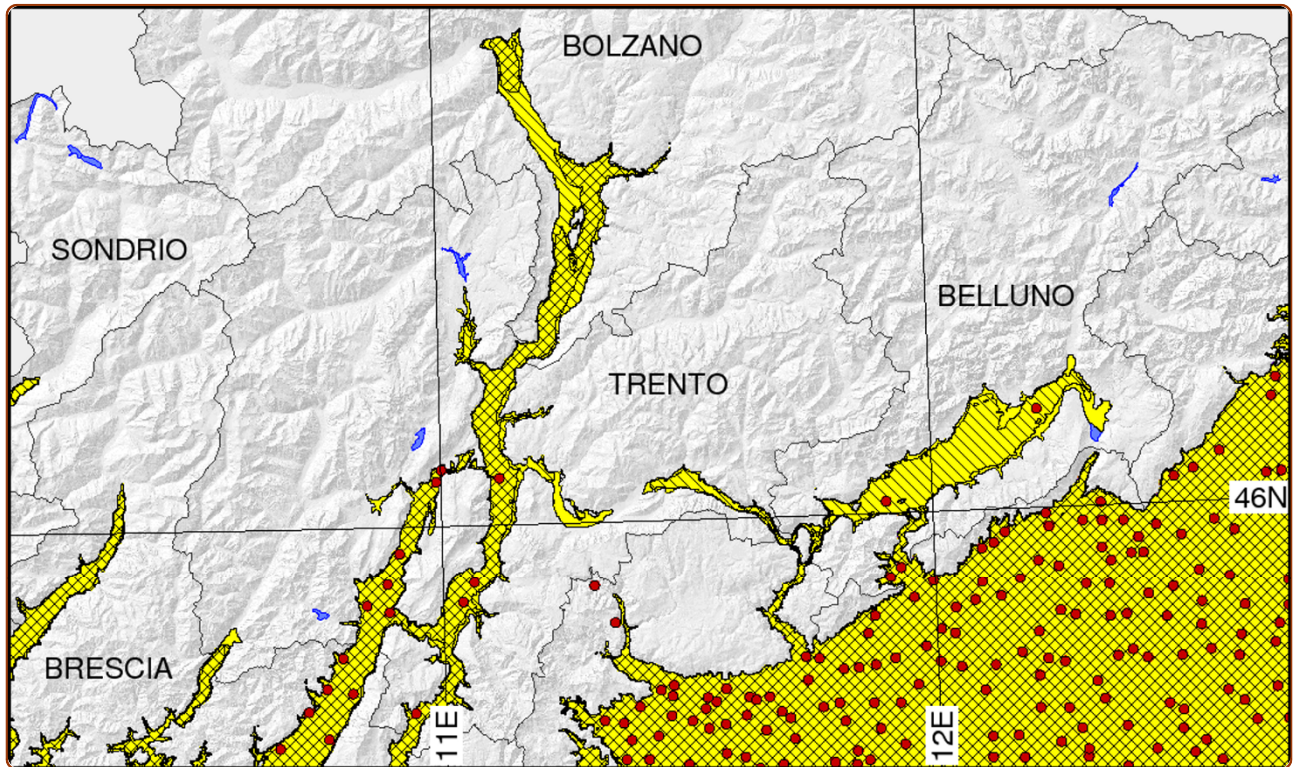 BOLZANO
SONDRIO
BELLUNO
TRENTO
46N
BRESCIA
11E
12E